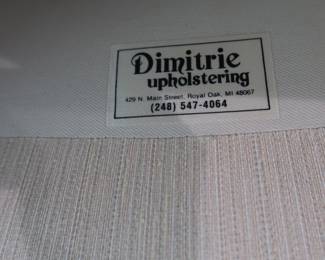 Dimitrie
upholstering
429 N. Main Street, Royal Oak, MI 48067
(248) 547-4064